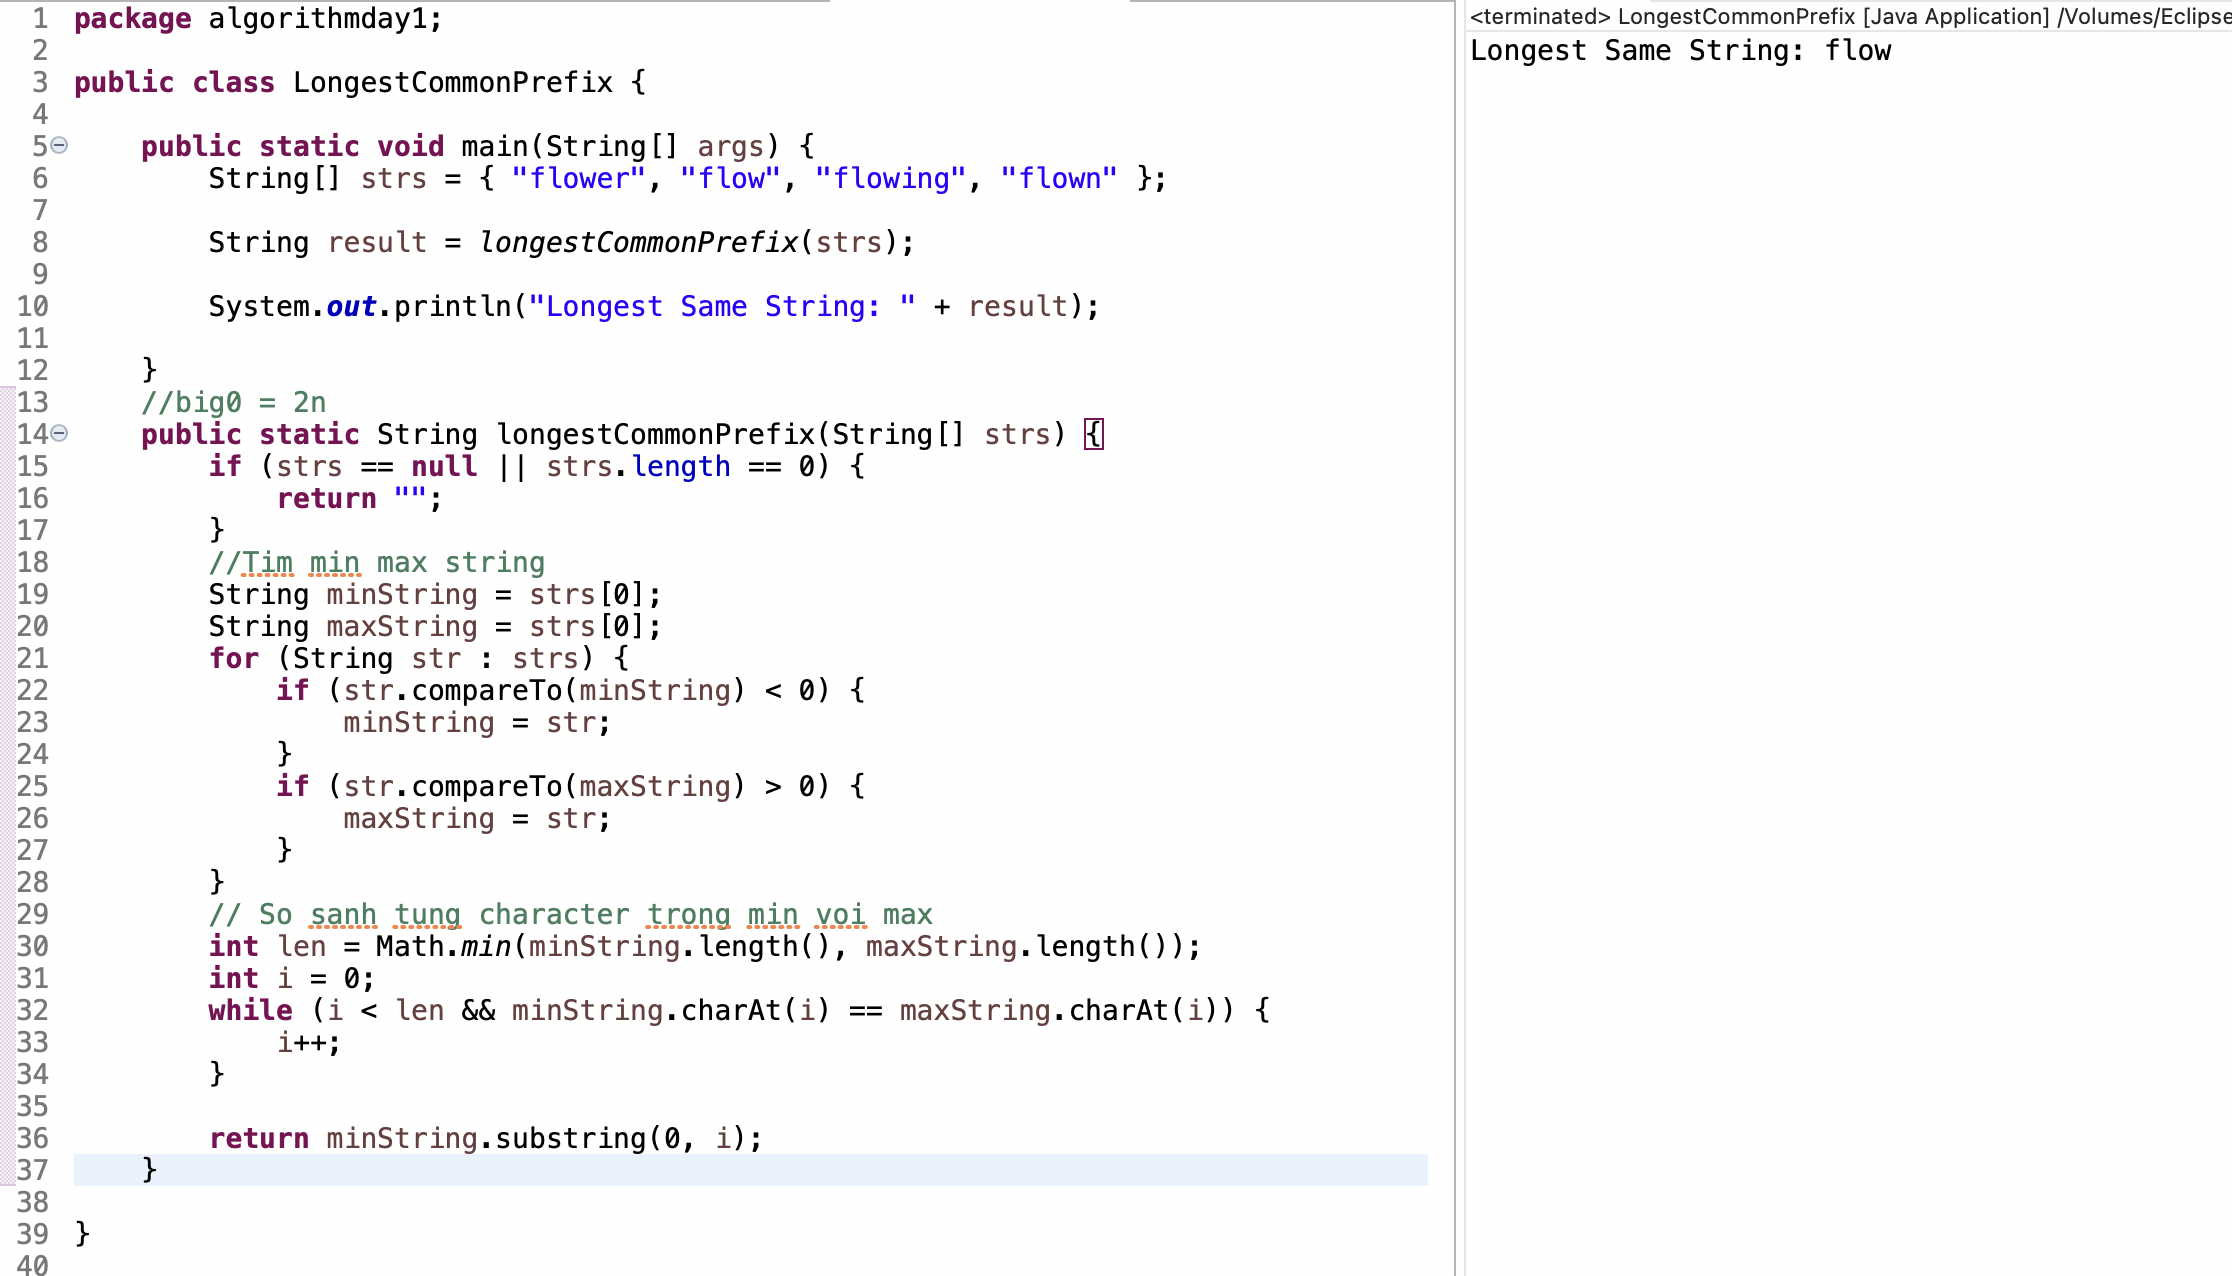 1 package algorithmday1;
2
3 public class LongestCommonPrefix {
4
5 public static void main(String[] args) {
6 String[] strs = { "flower", "flow", "flowing", "flown" };
7
8 String result = longestCommonPrefix(strs);
9
10 System.out.println("Longest Same String: " + result);
11
12 }
13 //big0 = 2n
14 public static String longestCommonPrefix(String[] strs) {
15 if (strs == null || strs.length == 0) {
16 return "";
17 }
18 //Tim min max string
19 String minString = strs[0];
20 String maxString = strs[0];
21 for (String str : strs) {
22 if (str.compareTo(minString) < 0) {
23 minString = str;
24 }
25 if (str.compareTo(maxString) > 0) {
26 maxString = str;
27 }
28 }
29 // So sanh tung character trong min voi max
30 int len = Math.min(minString.length(), maxString.length());
31 int i = 0;
32 while (i < len && minString.charAt(i) == maxString.charAt(i)) {
33 i++;
34 }
35
36 return minString.substring(0, i);
37 }
38
39 }
40
<terminated> LongestCommonPrefix [Java Application] /Volumes/Eclipse
Longest Same String: flow